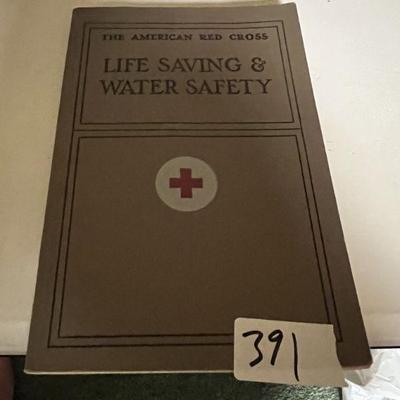 THE AMERICAN RED CROSS
LIFE SAVING &
WATER SAFETY
391